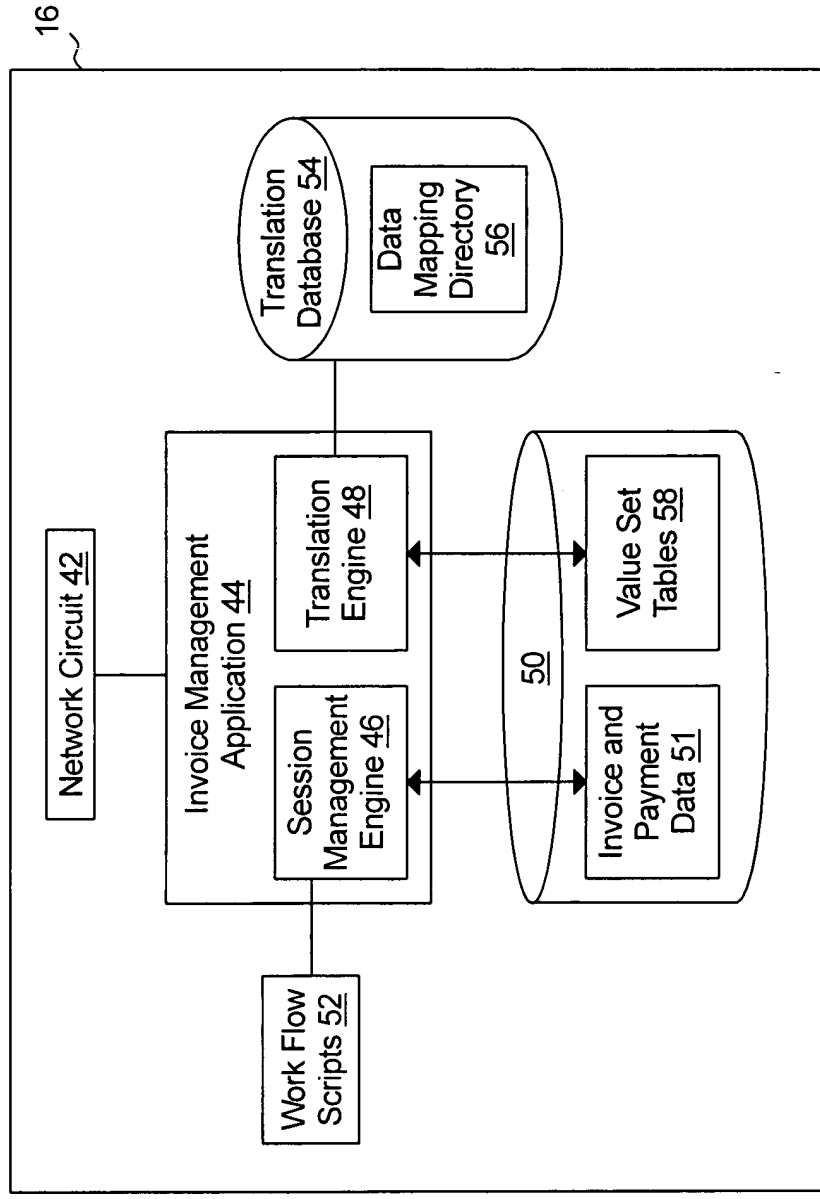 16
Network Circuit 42
Invoice Management
Application 44
Work Flow
Scripts 52
Session
Management
Engine 46
Translation
Engine 48
Translation
Database 54
Data
Mapping
Directory
56
50
Invoice and
Payment
Data 51
Value Set
Tables 58